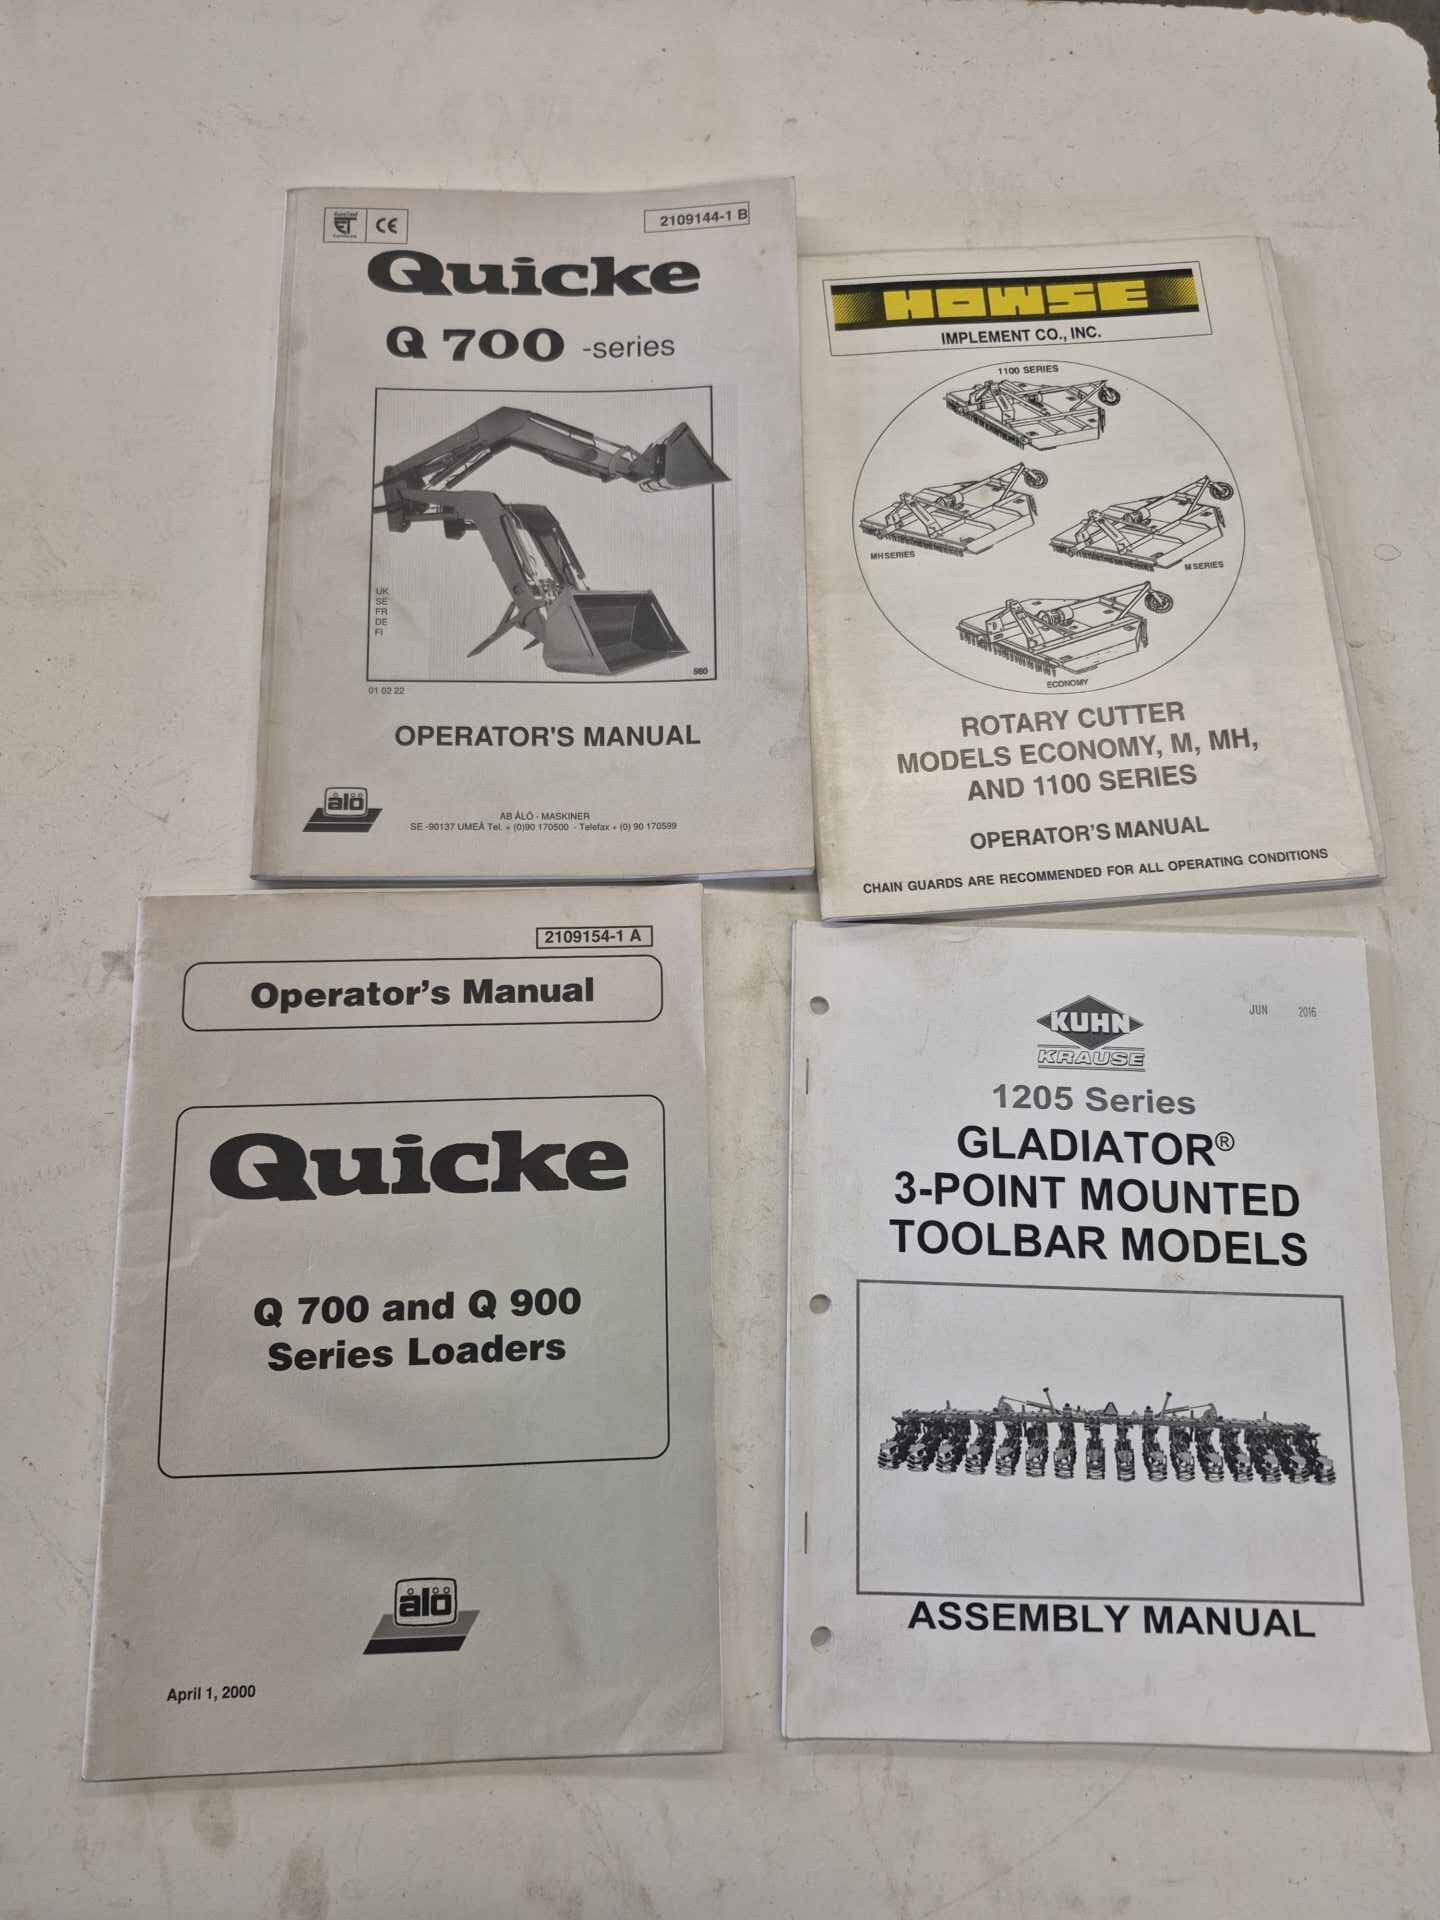 CE
2109144-1 B
Quicke
Q 700 -series
UK
SE
FR
DE
FI
560
01 02 22
OPERATOR'S MANUAL
ålö
AB ÅLÖ - MASKINER
SE -90137 UMEÅ Tel. + (0)90 170500 - Telefax + (0) 90 170599
HOWSE
IMPLEMENT CO., INC.
1100 SERIES
MH SERIES
M SERIES
ECONOMY
ROTARY CUTTER
MODELS ECONOMY, M, MH,
AND 1100 SERIES
OPERATOR'S MANUAL
CHAIN GUARDS ARE RECOMMENDED FOR ALL OPERATING CONDITIONS
2109154-1 A
Operator's Manual
Quicke
Q 700 and Q 900
Series Loaders
ålö
April 1, 2000
JUN 2016
KUHN
KRAUSE
1205 Series
GLADIATOR®
3-POINT MOUNTED
TOOLBAR MODELS
ASSEMBLY MANUAL